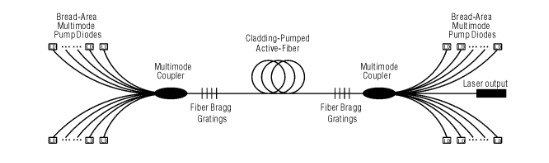 Bread-Area
Multimode
Pump Diodes
Bread-Area
Multimode
Pump Diodes
Cladding-Pumped
Active-Fiber
Multimode
Coupler
Multimode
Coupler
Laser output
Fiber Bragg
Gratings
Fiber Bragg
Gratings